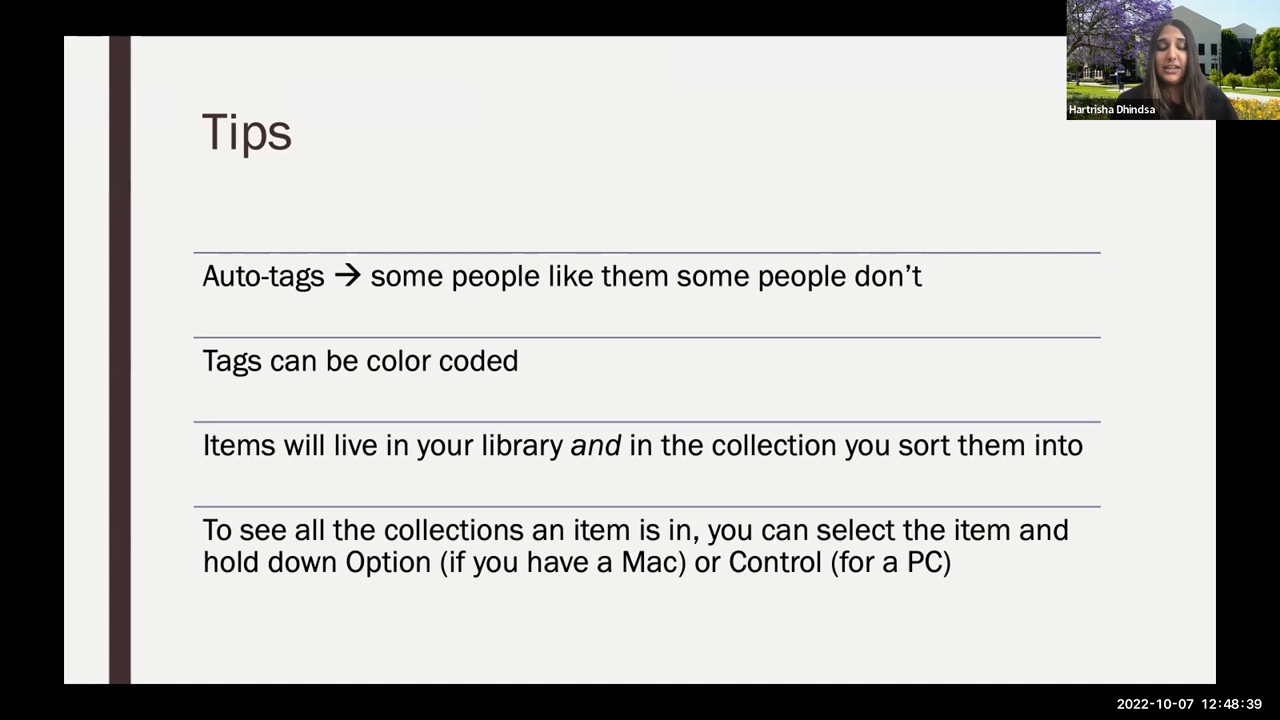 Hartrisha Dhindsa
Tips
Auto-tags → some people like them some people don’t
Tags can be color coded
Items will live in your library and in the collection you sort them into
To see all the collections an item is in, you can select the item and
hold down Option (if you have a Mac) or Control (for a PC)
2022-10-07 12:48:39